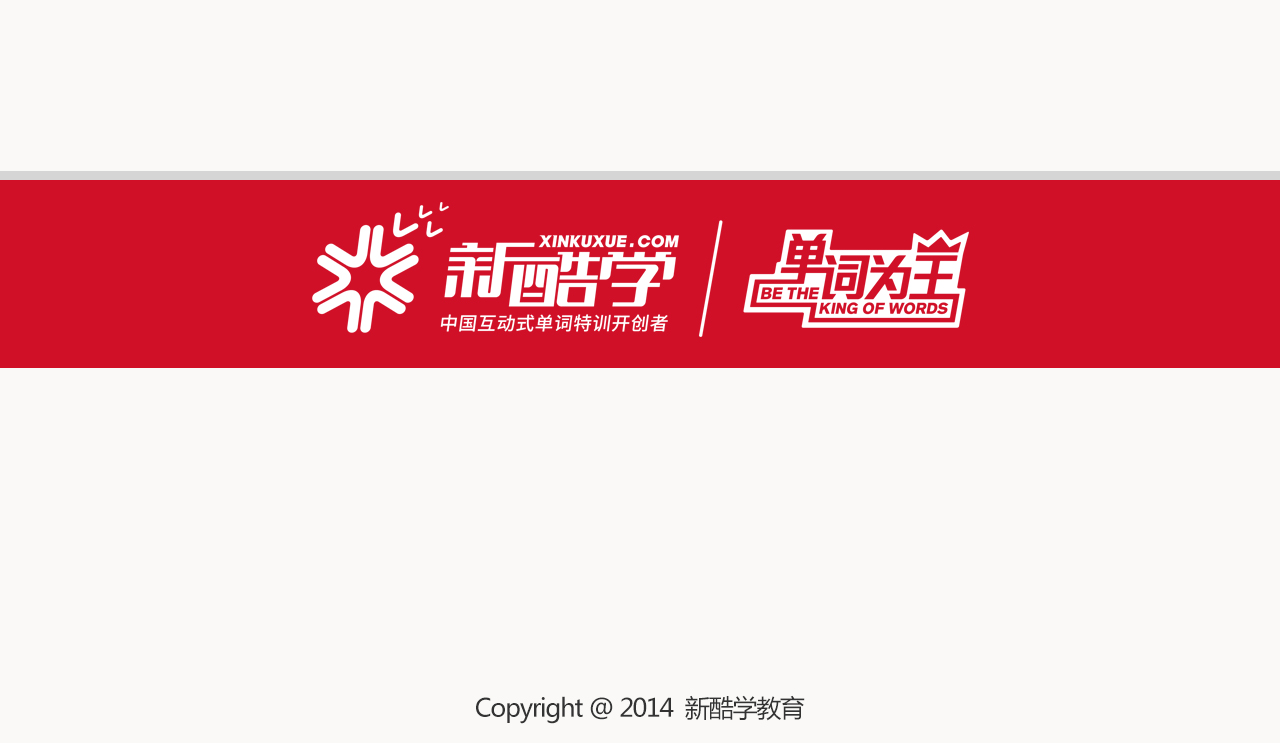 XINKUXUE.COM
新酷学
中国互动式单词特训开创者
单词为王
BE THE
KING OF WORDS
Copyright @ 2014 新酷学教育